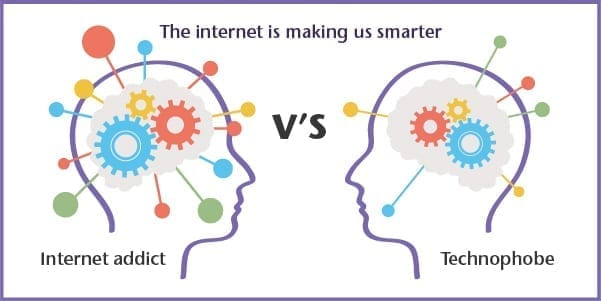 The internet is making us smarter
V'S
Internet addict
Technophobe